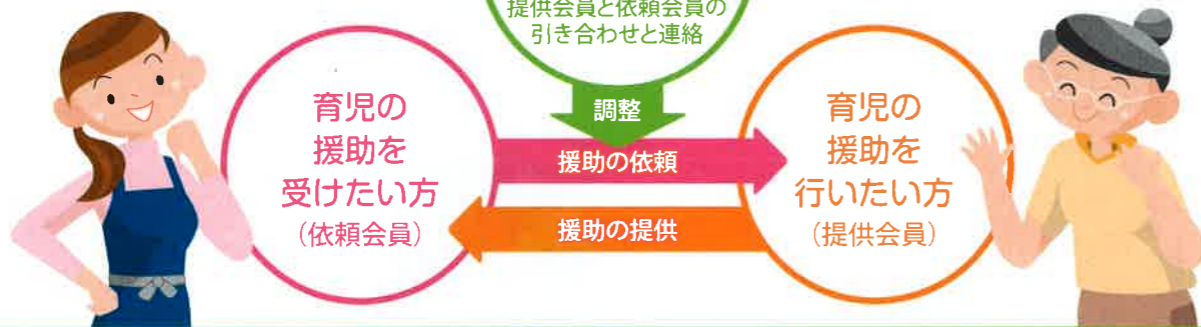 提供会員と依頼会員の
引き合わせと連絡
調整
育児の
援助を
受けたい方
(依頼会員)
援助の依頼
援助の提供
育児の
援助を
行いたい方
(提供会員)